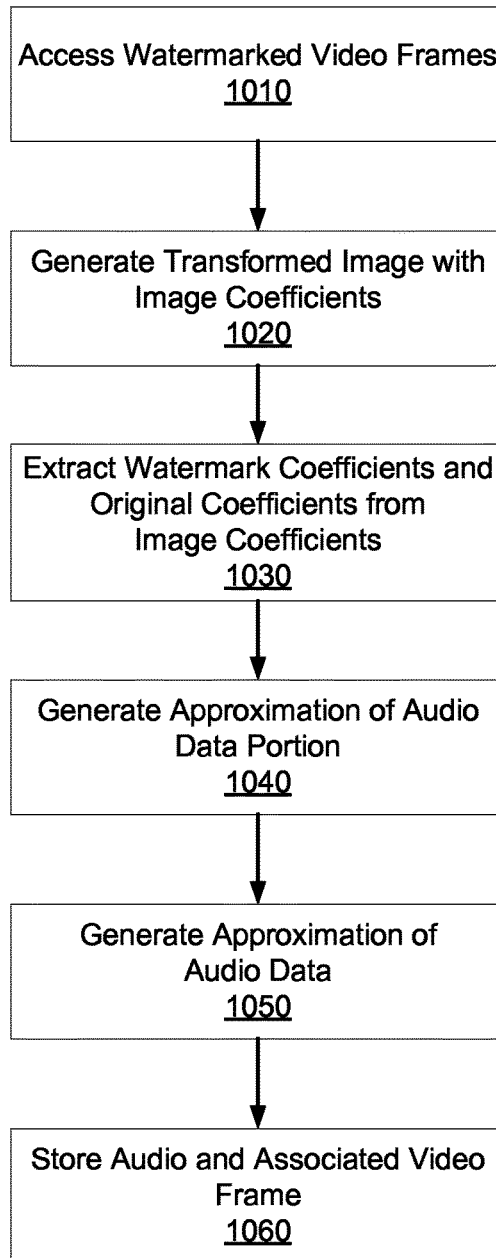 Access Watermarked Video Frames
1010
Generate Transformed Image with
Image Coefficients
1020
Extract Watermark Coefficients and
Original Coefficients from
Image Coefficients
1030
Generate Approximation of Audio
Data Portion
1040
Generate Approximation of
Audio Data
1050
Store Audio and Associated Video
Frame
1060